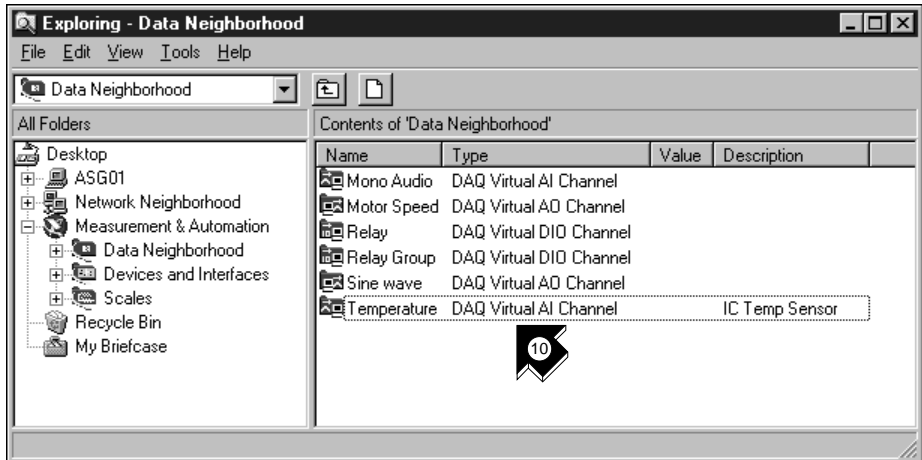 Exploring - Data Neighborhood
File Edit View Tools Help
Data Neighborhood
All Folders
Contents of 'Data Neighborhood'
Desktop
ASG01
Network Neighborhood
Measurement & Automation
Data Neighborhood
Devices and Interfaces
Scales
Recycle Bin
My Briefcase
Name Type Value Description
Mono Audio DAQ Virtual AI Channel
Motor Speed DAQ Virtual AO Channel
Relay DAQ Virtual DIO Channel
Relay Group DAQ Virtual DIO Channel
Sine wave DAQ Virtual AO Channel
Temperature DAQ Virtual AI Channel IC Temp Sensor
10